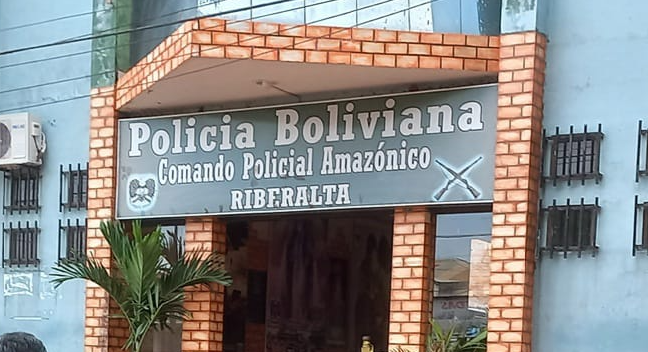 Policia Boliviana
Comando Policial Amazónico
RIBERALTA